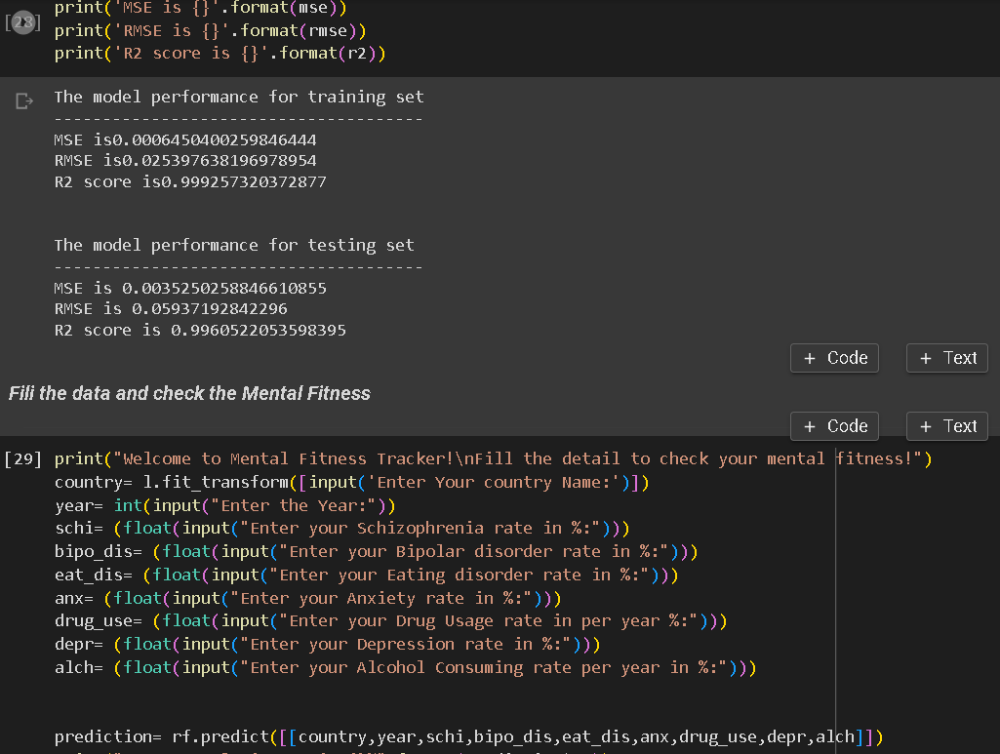 print('MSE is {}'.format(mse))
[28]
print('RMSE is {}'.format(rmse))
print('R2 score is {}'.format(r2))
The model performance for training set
--------------------------------------
MSE is0.0006450400259846444
RMSE is0.025397638196978954
R2 score is0.999257320372877
The model performance for testing set
--------------------------------------
MSE is 0.0035250258846610855
RMSE is 0.05937192842296
R2 score is 0.9960522053598395
+ Code + Text
Fili the data and check the Mental Fitness
+ Code + Text
[29] print("Welcome to Mental Fitness Tracker!\nFill the detail to check your mental fitness!")
country= l.fit_transform([input('Enter Your country Name:')])
year= int(input("Enter the Year:"))
schi= (float(input("Enter your Schizophrenia rate in %:")))
bipo_dis= (float(input("Enter your Bipolar disorder rate in %:")))
eat_dis= (float(input("Enter your Eating disorder rate in %:")))
anx= (float(input("Enter your Anxiety rate in %:")))
drug_use= (float(input("Enter your Drug Usage rate in per year %:")))
depr= (float(input("Enter your Depression rate in %:")))
alch= (float(input("Enter your Alcohol Consuming rate per year in %:")))
prediction= rf.predict([[country,year,schi,bipo_dis,eat_dis,anx,drug_use,depr,alch]])